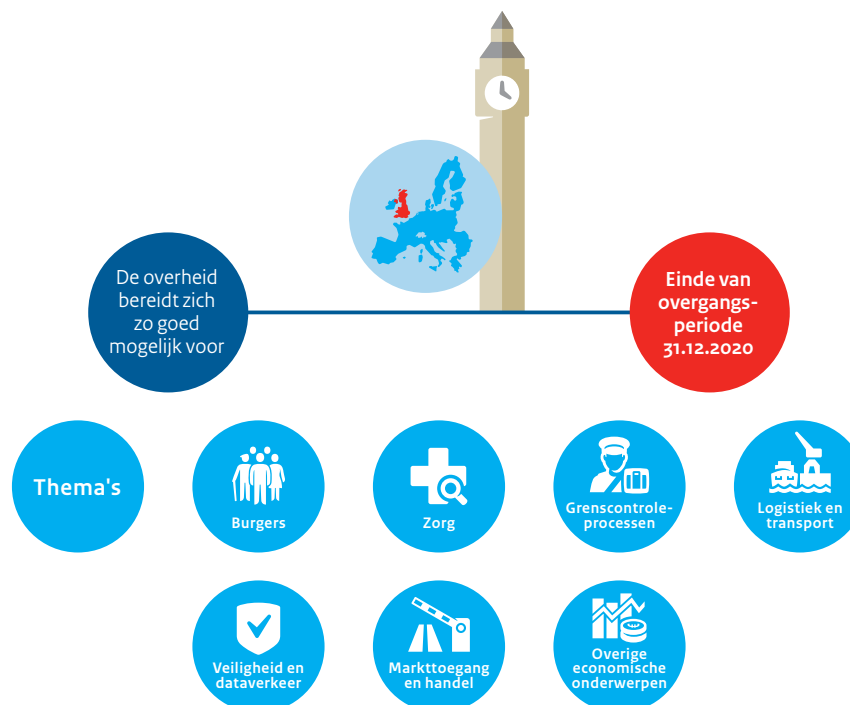 De overheid
bereidt zich
zo goed
mogelijk voor
Einde van
overgangs-
periode
31.12.2020
Thema's
Burgers
Zorg
Grenscontrole-
processen
Logistiek en
transport
Veiligheid en
dataverkeer
Markttoegang
en handel
Overige
economische
onderwerpen